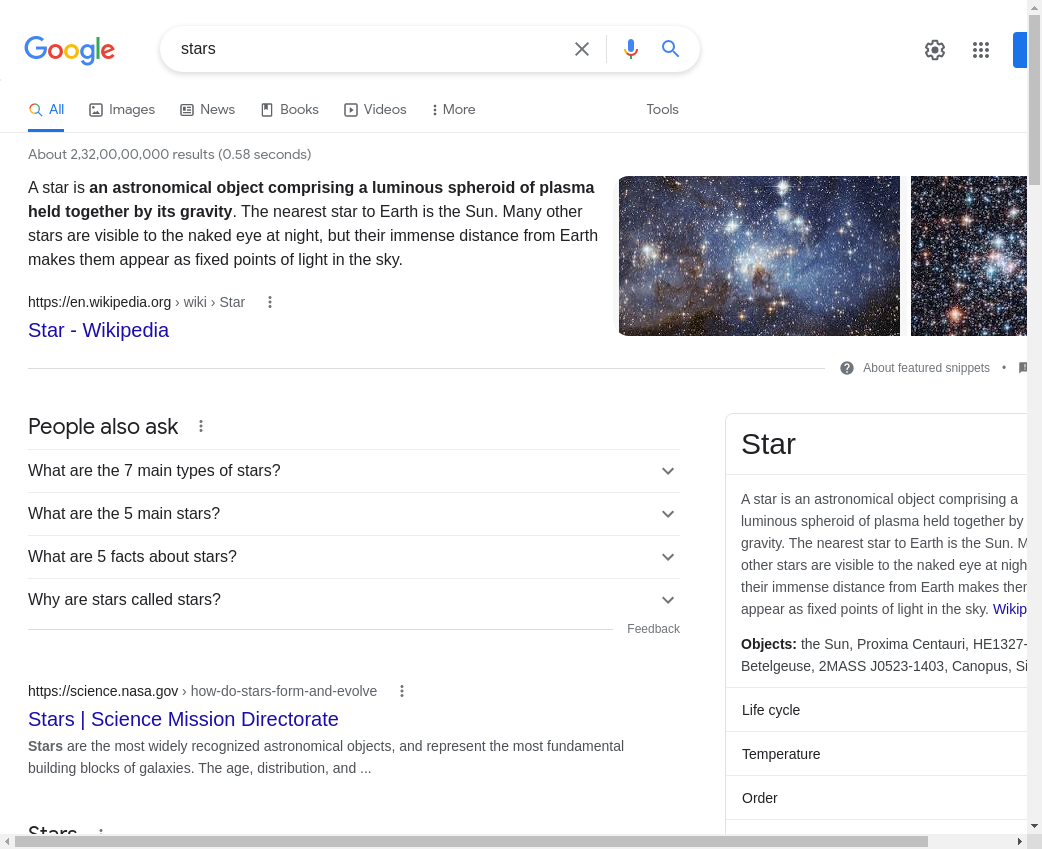 Google
stars
All
Images
News
Books
Videos
More
Tools
About 2,32,00,00,000 results (0.58 seconds)
A star is an astronomical object comprising a luminous spheroid of plasma
held together by its gravity. The nearest star to Earth is the Sun. Many other
stars are visible to the naked eye at night, but their immense distance from Earth
makes them appear as fixed points of light in the sky.
https://en.wikipedia.org › wiki › Star
Star - Wikipedia
About featured snippets •
People also ask
What are the 7 main types of stars?
What are the 5 main stars?
What are 5 facts about stars?
Why are stars called stars?
Feedback
https://science.nasa.gov › how-do-stars-form-and-evolve
Stars | Science Mission Directorate
Stars are the most widely recognized astronomical objects, and represent the most fundamental
building blocks of galaxies. The age, distribution, and ...
Stars
Star
A star is an astronomical object comprising a
luminous spheroid of plasma held together by
gravity. The nearest star to Earth is the Sun. M
other stars are visible to the naked eye at nigh
their immense distance from Earth makes ther
appear as fixed points of light in the sky. Wikip
Objects: the Sun, Proxima Centauri, HE1327-
Betelgeuse, 2MASS J0523-1403, Canopus, Si
Life cycle
Temperature
Order